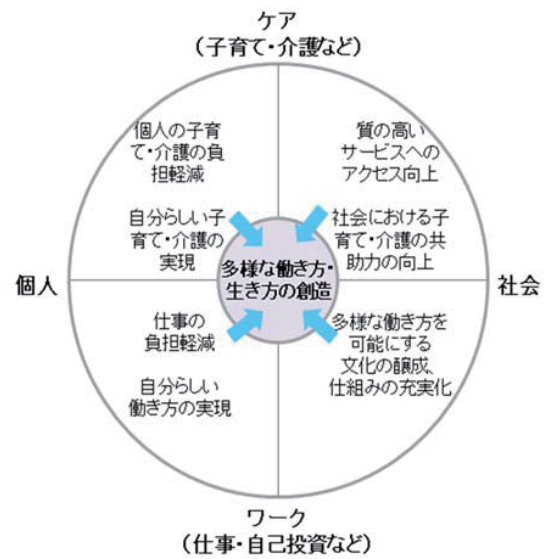 ケア
(子育て・介護など)
個人の子育
て・介護の負
担軽減
自分らしい子
育て・介護の
実現
質の高い
サービスへの
アクセス向上
社会における子
育て・介護の共
助力の向上
個人
多様な働き方・
生き方の創造
社会
仕事の
負担軽減
自分らしい
働き方の実現
多様な働き方を
可能にする
文化の醸成、
仕組みの充実化
ワーク
(仕事・自己投資など)